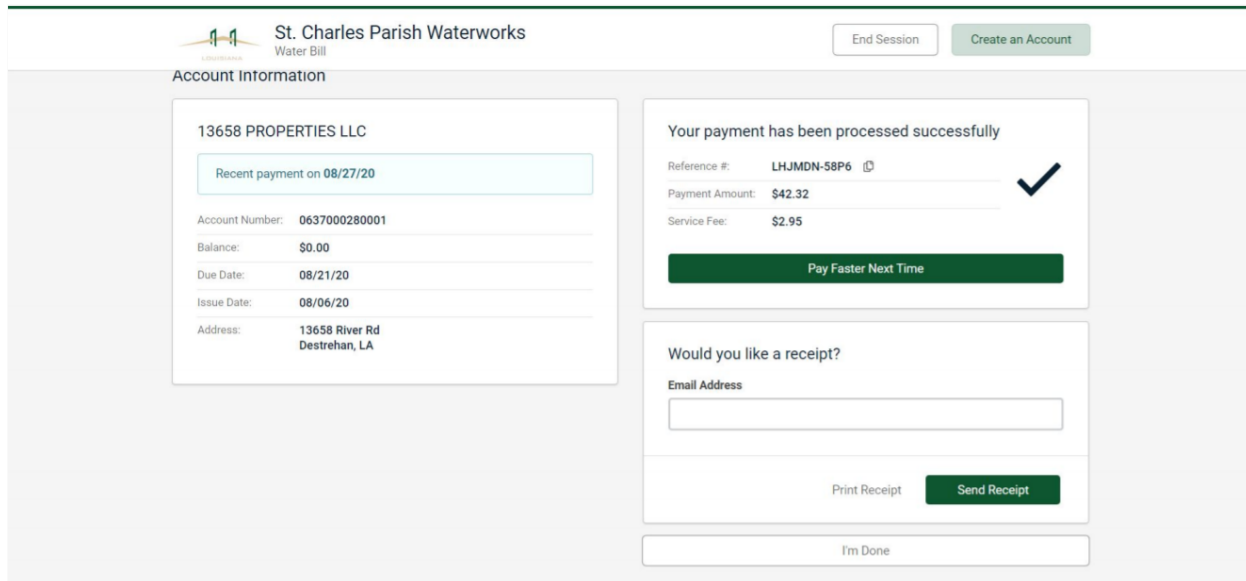 St. Charles Parish Waterworks
Water Bill
LOUISIANA
End Session
Create an Account
Account Information
13658 PROPERTIES LLC
Recent payment on 08/27/20
Account Number: 0637000280001
Balance: $0.00
Due Date: 08/21/20
Issue Date: 08/06/20
Address: 13658 River Rd
Destrehan, LA
Your payment has been processed successfully
Reference #: LHJMDN-58P6
Payment Amount: $42.32
Service Fee: $2.95
Pay Faster Next Time
Would you like a receipt?
Email Address
Print Receipt
Send Receipt
I'm Done